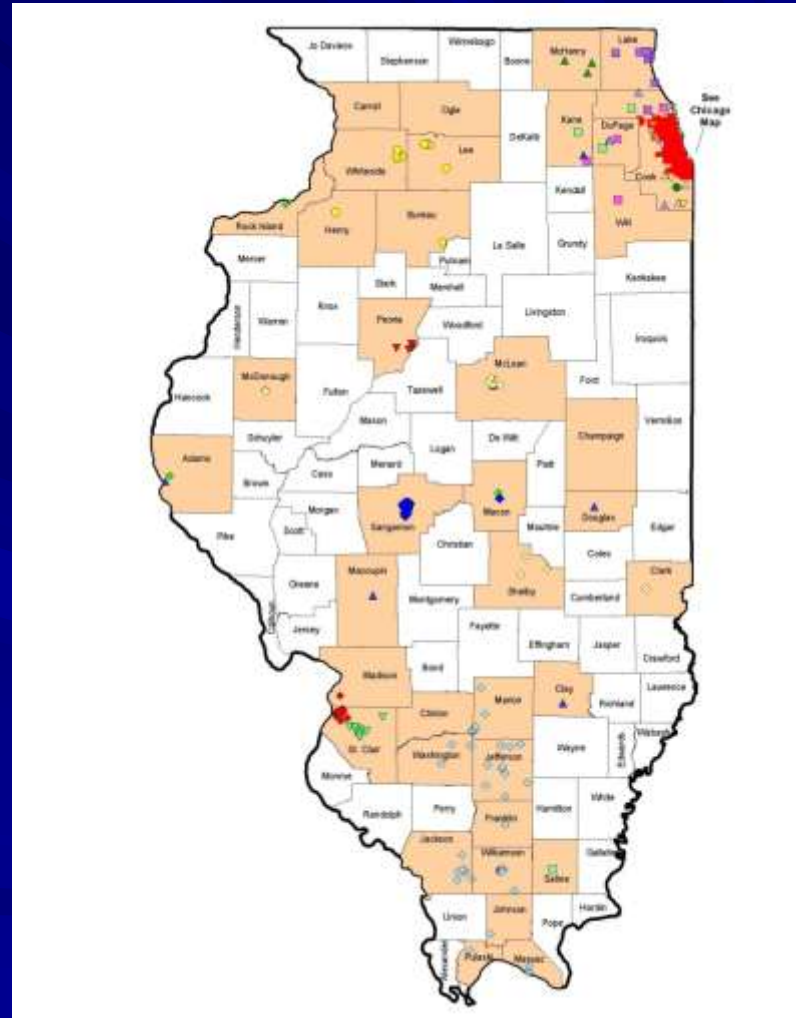 Jo Daviess
Stephenson
Winnebago
Boone
McHenry
Lake
See
Chicago
Map
Carroll
Ogle
DeKalb
Kane
DuPage
Cook
Whiteside
Lee
Kendall
Will
Rock Island
Henry
Bureau
La Salle
Grundy
Putnam
Mercer
Kankakee
Stark
Marshall
Henderson
Warren
Knox
Peoria
Woodford
Livingston
Iroquois
McLean
Ford
McDonough
Fulton
Tazewell
Hancock
Mason
Logan
De Witt
Champaign
Vermilion
Schuyler
Adams
Brown
Cass
Menard
Piatt
Macon
Morgan
Sangamon
Pike
Scott
Christian
Moultrie
Douglas
Edgar
Coles
Macoupin
Greene
Calhoun
Jersey
Montgomery
Shelby
Cumberland
Clark
Fayette
Effingham
Jasper
Crawford
Bond
Madison
Marion
Clay
Richland
Lawrence
Clinton
St. Clair
Washington
Jefferson
Wayne
Edwards
Wabash
Monroe
Randolph
Perry
Hamilton
White
Franklin
Jackson
Williamson
Saline
Gallatin
Union
Johnson
Pope
Hardin
Alexander
Pulaski
Massac